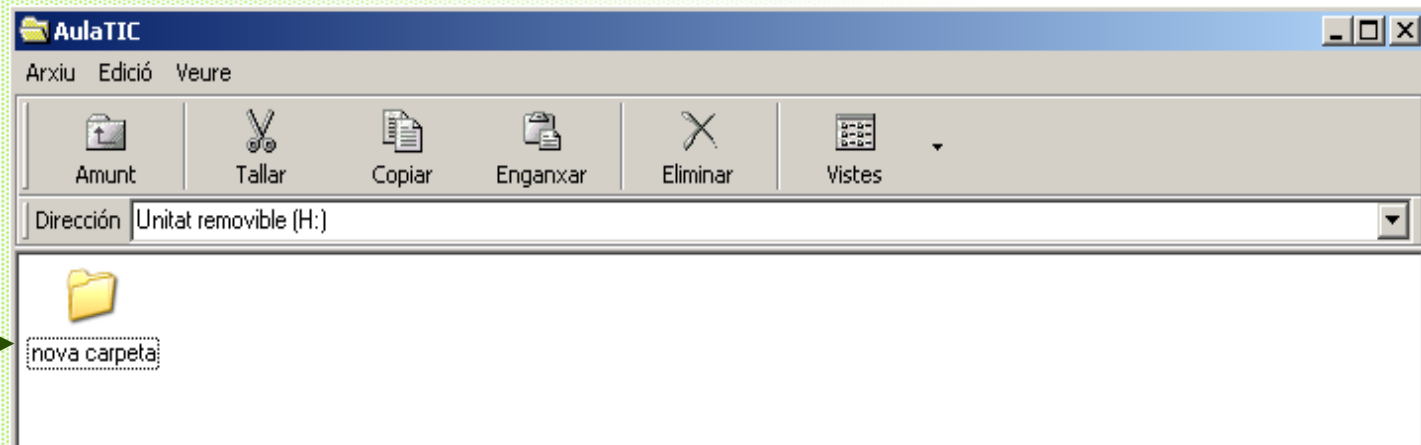 AulaTIC
Arxiu Edició Veure
Amunt Tallar Copiar Enganxar Eliminar Vistes
Dirección Unitat removible (H:)
nova carpeta